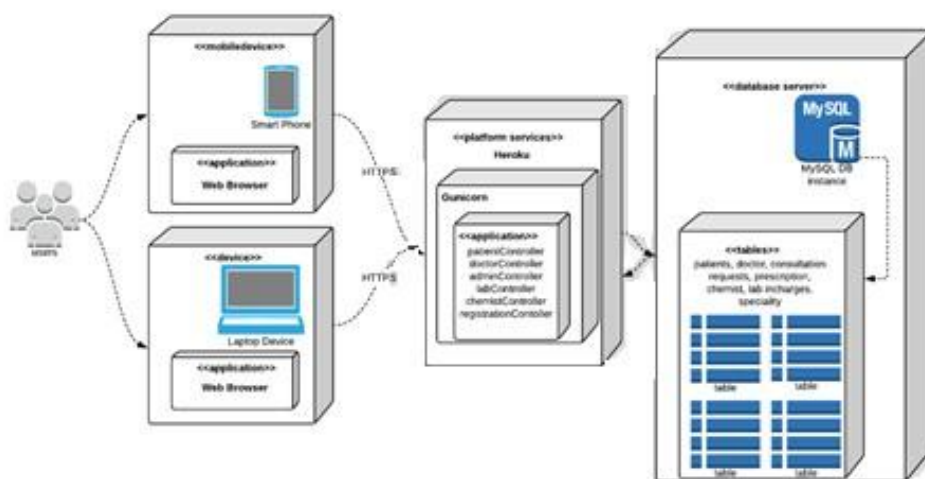 users
<<mobiledevice>>
Smart Phone
<<application>>
Web Browser
<<device>>
Laptop Device
<<application>>
Web Browser
HTTPS
HTTPS
<<platform services>>
Heroku
Gunicorn
<<application>>
patientController
doctorController
adminController
labController
chemistController
<<database server>>
MySQL
M
MySQL DB
Instance
<<tables>>
patients, doctor, consultation
requests, prescription,
chemist, lab incharges,
speciality
table
table
table
table